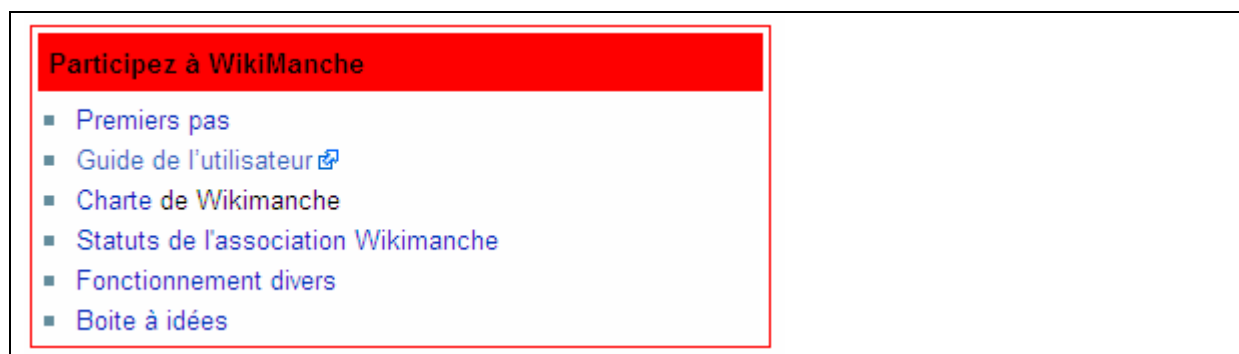 Participez à WikiManche
Premiers pas
Guide de l'utilisateur
Charte de Wikimanche
Statuts de l'association Wikimanche
Fonctionnement divers
Boite à idées